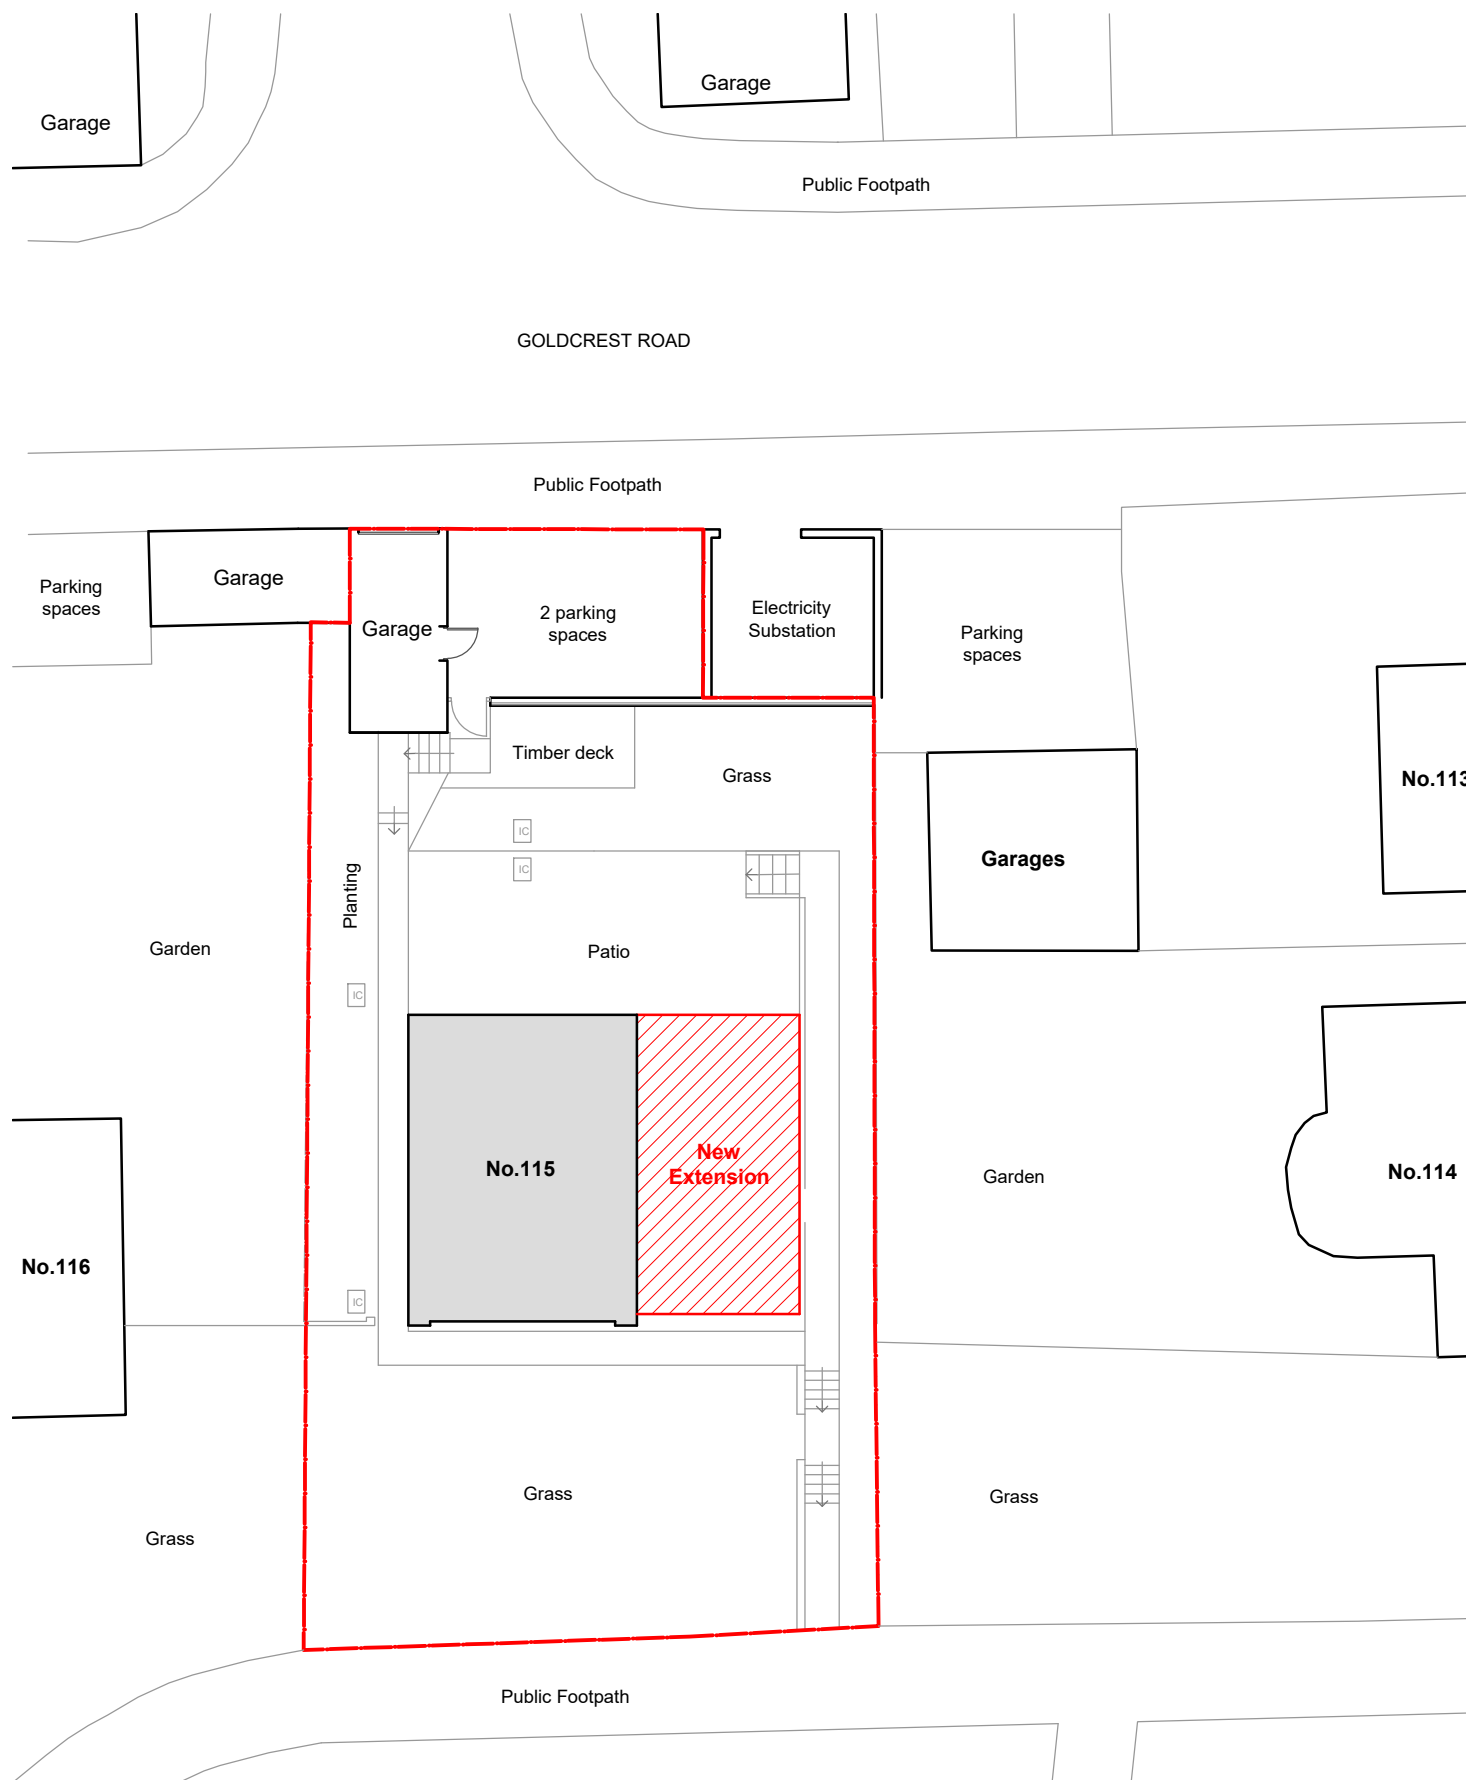 Garage
Garage
Public Footpath
GOLDCREST ROAD
Public Footpath
Parking
spaces
Garage
Garage
2 parking
spaces
Electricity
Substation
Parking
spaces
Timber deck
Grass
No.113
IC
IC
Garages
Planting
Garden
Patio
IC
No.115
New
Extension
Garden
No.114
No.116
IC
Grass
Grass
Grass
Public Footpath